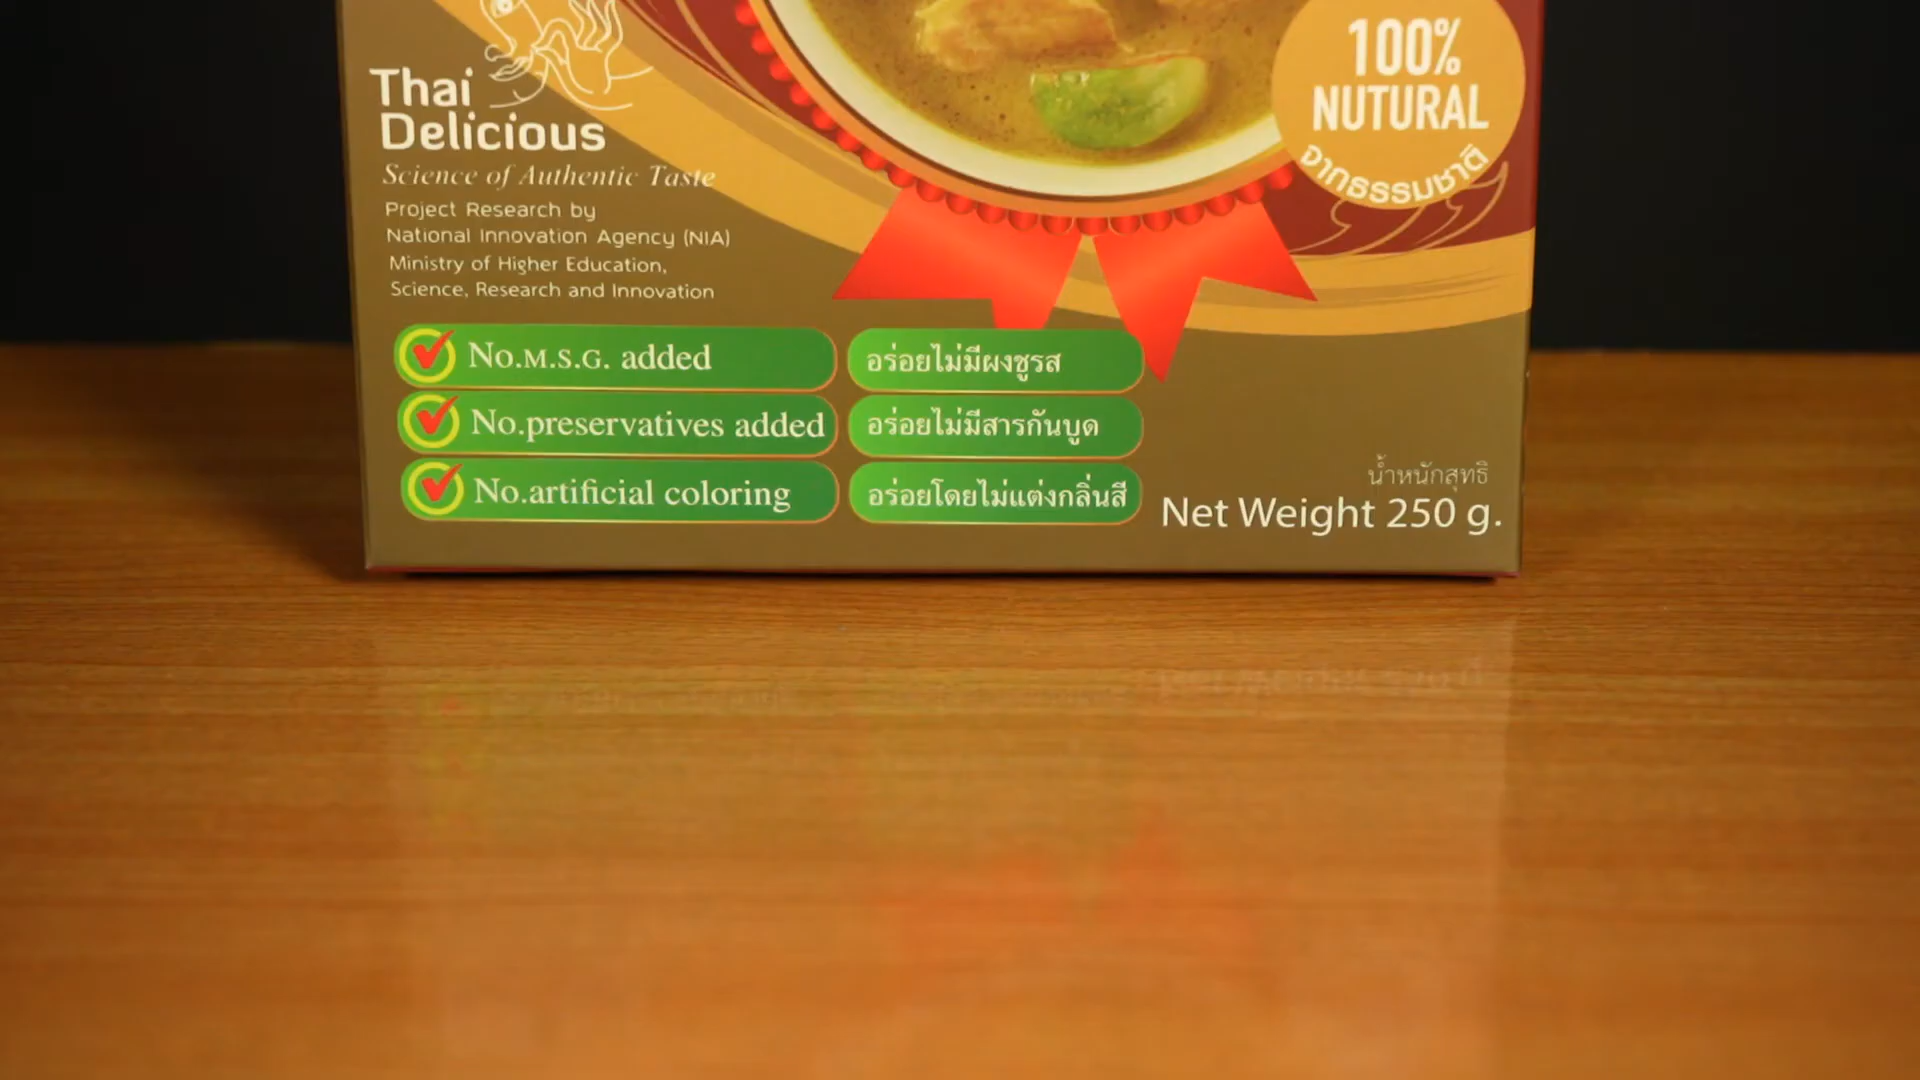 Thai
Delicious
Science of Authentic Taste
Project Research by
National Innovation Agency (NIA)
Ministry of Higher Education,
Science, Research and Innovation
100%
NUTURAL
จากธรรมชาติ
No.M.S.G. added
อร่อยไม่มีผงชูรส
No.preservatives added
อร่อยไม่มีสารกันบูด
No.artificial coloring
อร่อยโดยไม่แต่งกลิ่นสี
น้ำหนักสุทธิ
Net Weight 250 g.